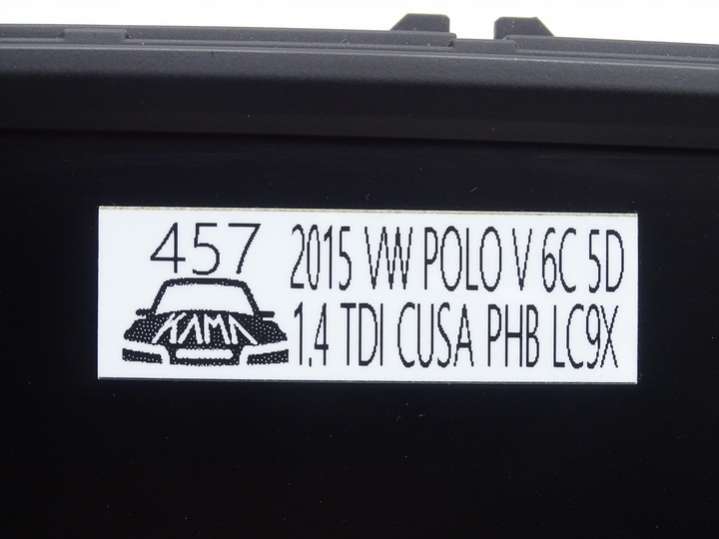 457
KAMA
2015 VW POLO V 6C 5D
1.4 TDI CUSA PHB LC9X